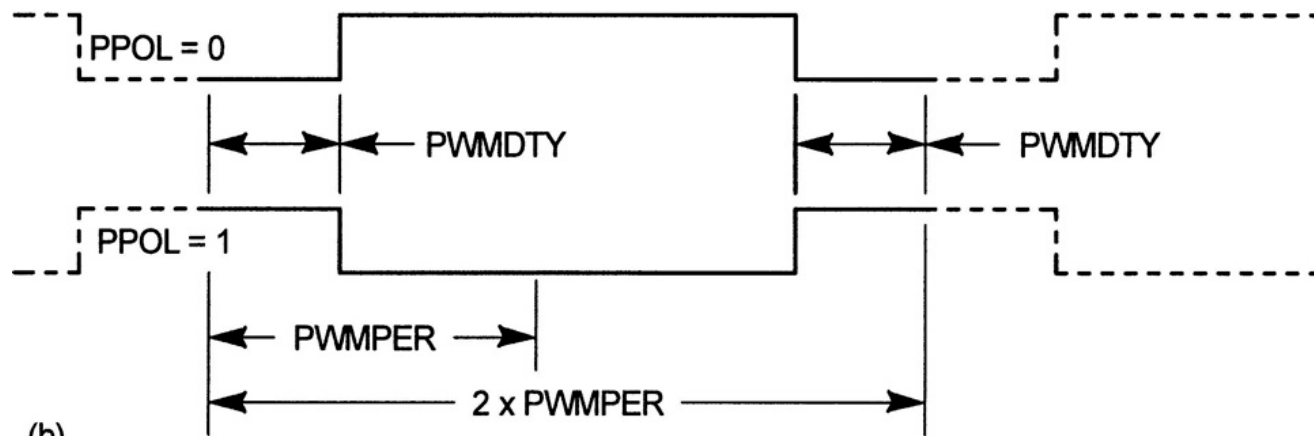 PPOL = 0
PWMDTY
PWMDTY
PPOL = 1
PWMPER
2 x PWMPER
(b)